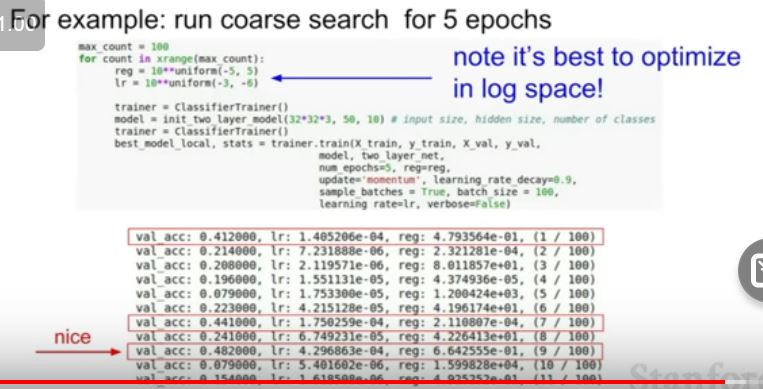 For example: run coarse search for 5 epochs
1.00
max_count = 100
for count in xrange(max_count):
reg = 10**uniform(-5, 5)
lr = 10**uniform(-3, -6)
note it's best to optimize
in log space!
trainer = ClassifierTrainer()
model = init_two_layer_model(32*32*3, 50, 10) # input size, hidden size, number of classes
trainer = ClassifierTrainer()
best_model_local, stats = trainer.train(X_train, y_train, X_val, y_val,
model, two_layer_net,
num_epochs=5, reg=reg,
update='momentum', learning_rate_decay=0.9,
sample_batches = True, batch_size = 100,
learning_rate=lr, verbose=False)
val_acc: 0.412000, lr: 1.405206e-04, reg: 4.793564e-01, (1 / 100)
val_acc: 0.214000, lr: 7.231888e-06, reg: 2.321281e-04, (2 / 100)
val_acc: 0.208000, lr: 2.119571e-06, reg: 8.011857e+01, (3 / 100)
val_acc: 0.196000, lr: 1.551131e-05, reg: 4.374936e-05, (4 / 100)
val_acc: 0.079000, lr: 1.753300e-05, reg: 1.200424e+03, (5 / 100)
val_acc: 0.223000, lr: 4.215128e-05, reg: 4.196174e+01, (6 / 100)
val_acc: 0.441000, lr: 1.750259e-04, reg: 2.110807e-04, (7 / 100)
val_acc: 0.241000, lr: 6.749231e-05, reg: 4.226413e+01, (8 / 100)
nice
val_acc: 0.482000, lr: 4.296863e-04, reg: 6.642555e-01, (9 / 100)
val_acc: 0.079000, lr: 5.401602e-06, reg: 1.599828e+04, (10 / 100)
val_acc: 0.154000, lr: 1.618508e-06, reg: 4.925252e-01, (11 / 100)
Stanford